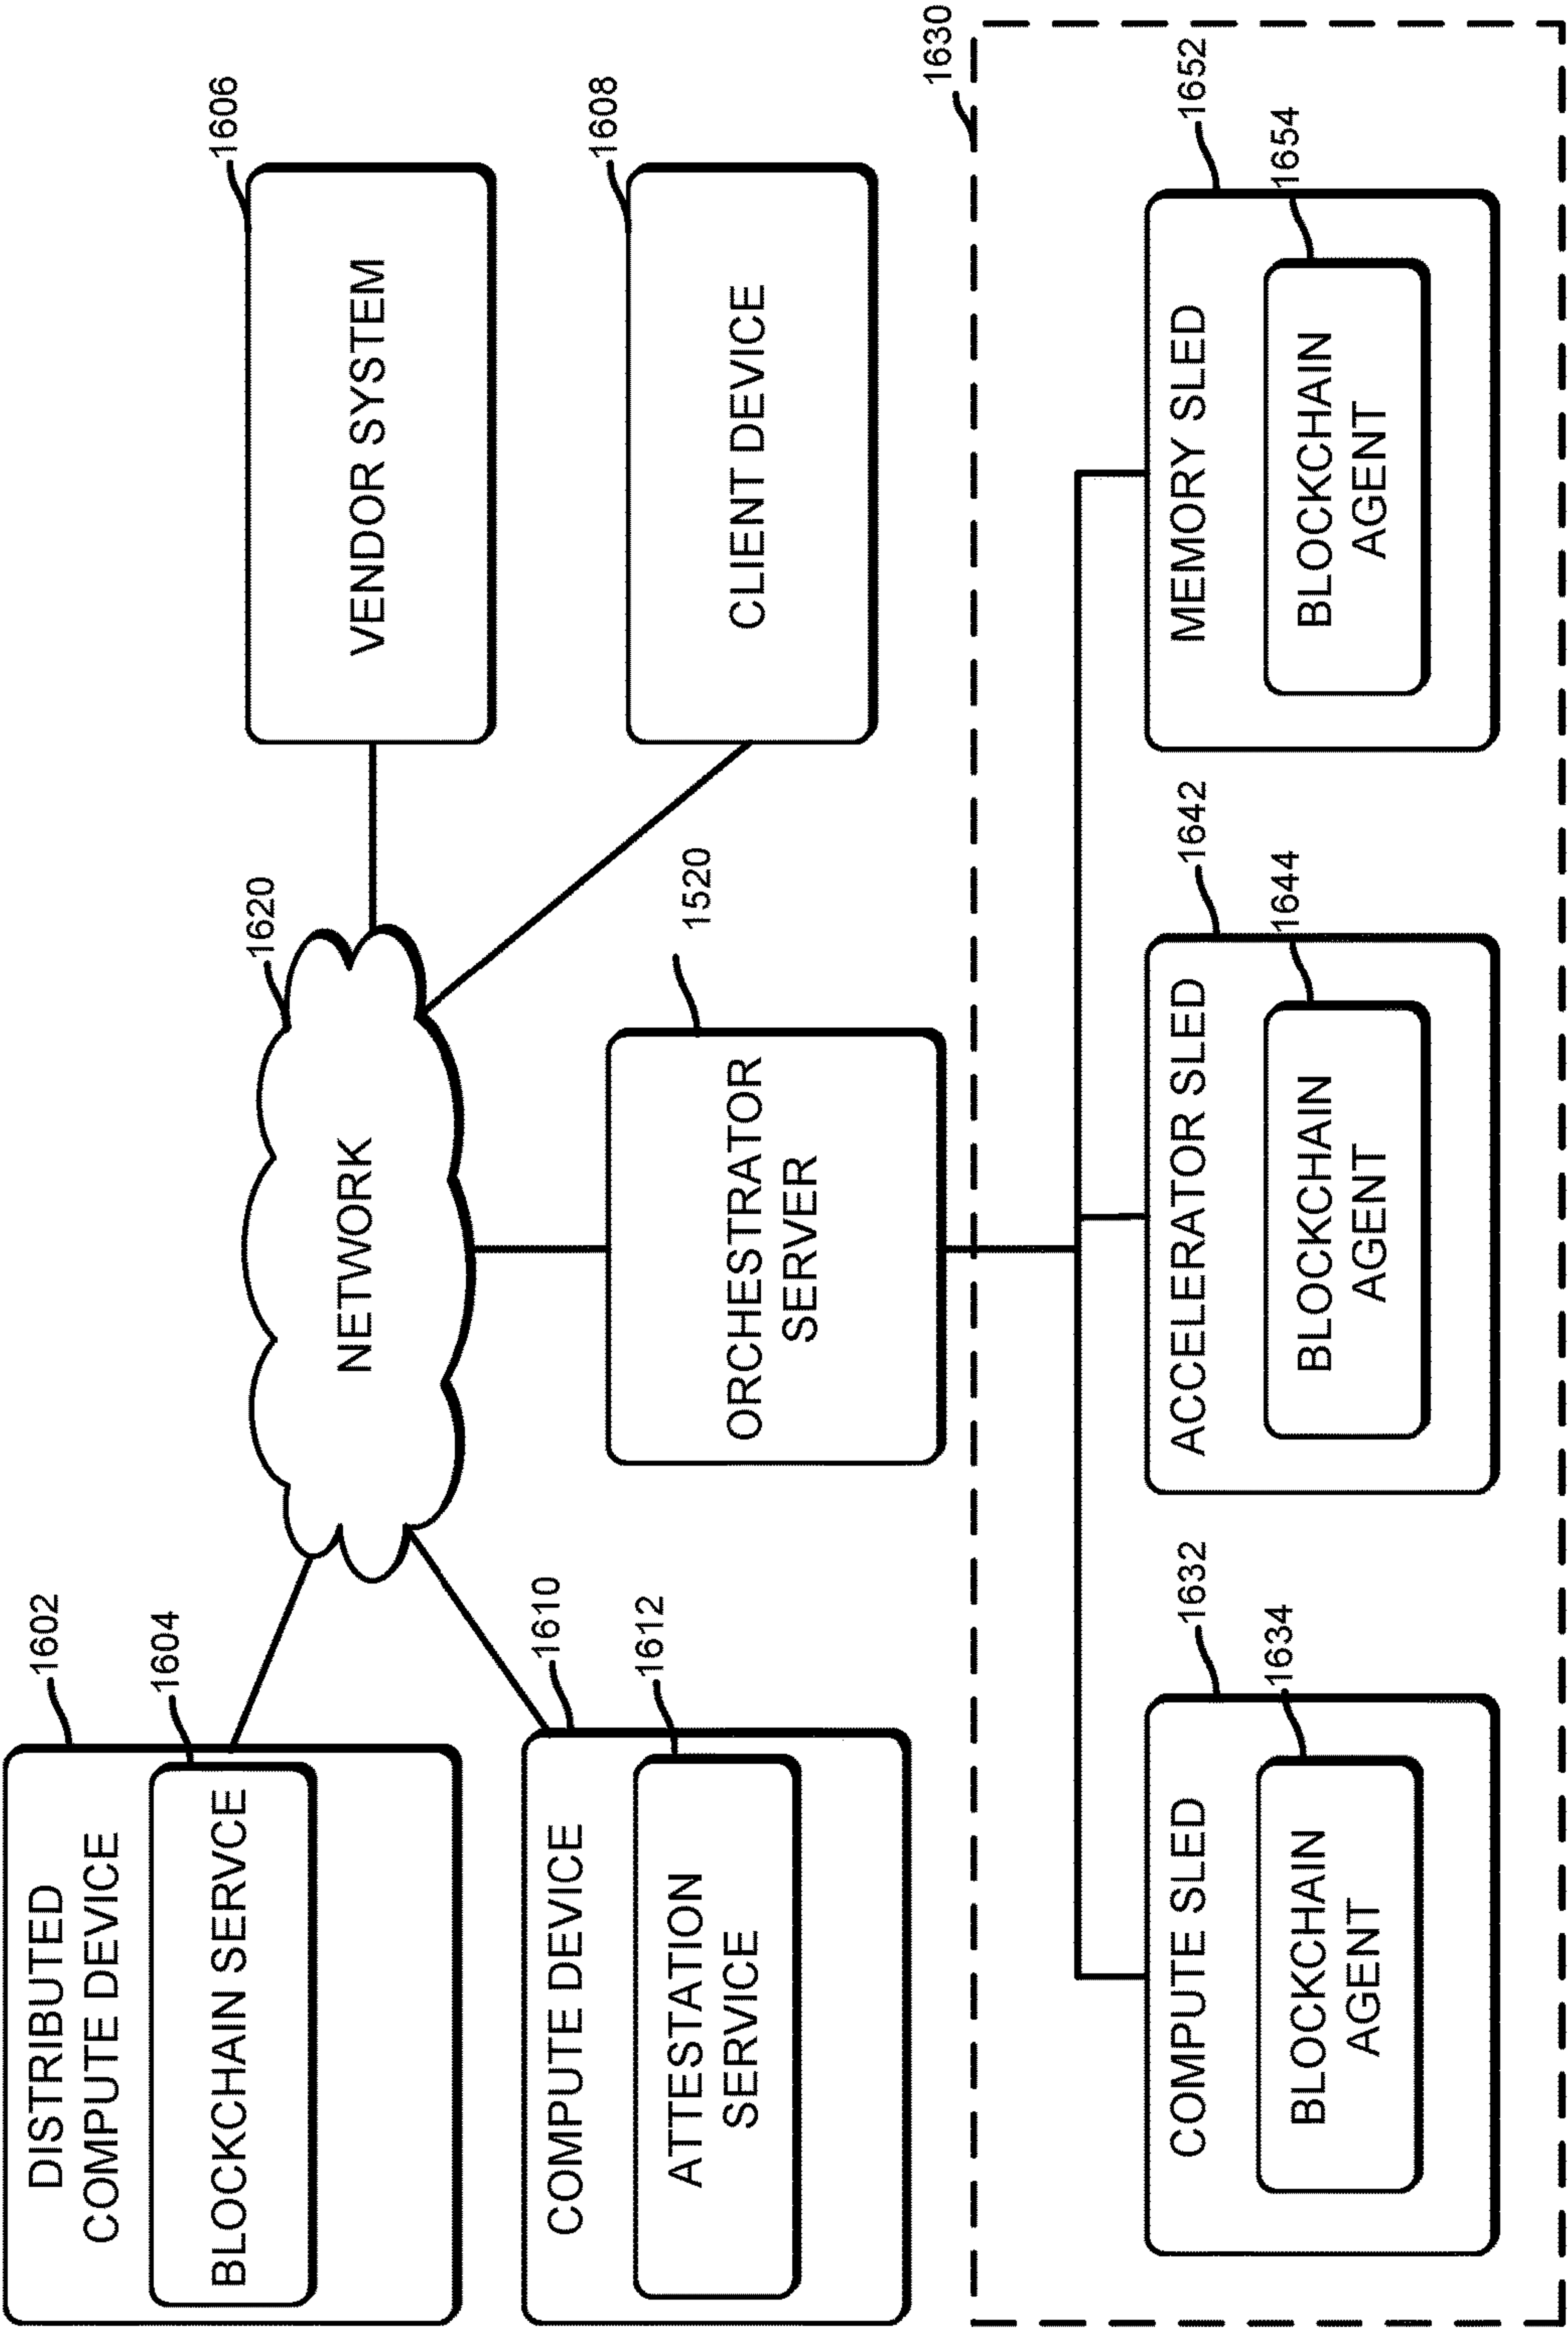 1602
DISTRIBUTED
COMPUTE DEVICE
1604
BLOCKCHAIN SERVCE
1610
COMPUTE DEVICE
1612
ATTESTATION
SERVICE
1620
NETWORK
1606
VENDOR SYSTEM
1608
CLIENT DEVICE
1520
ORCHESTRATOR
SERVER
1630
1632
COMPUTE SLED
1634
BLOCKCHAIN
AGENT
1642
ACCELERATOR SLED
1644
BLOCKCHAIN
AGENT
1652
MEMORY SLED
1654
BLOCKCHAIN
AGENT